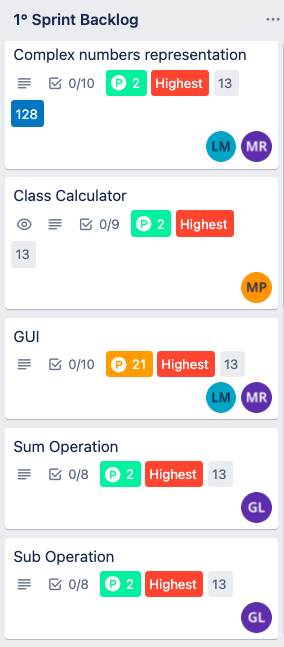 1° Sprint Backlog ...
Complex numbers representation
0/10 P 2 Highest 13
128
LM MR
Class Calculator
0/9 P 2 Highest
13
MP
GUI
0/10 P 21 Highest 13
LM MR
Sum Operation
0/8 P 2 Highest 13
GL
Sub Operation
0/8 P 2 Highest 13
GL